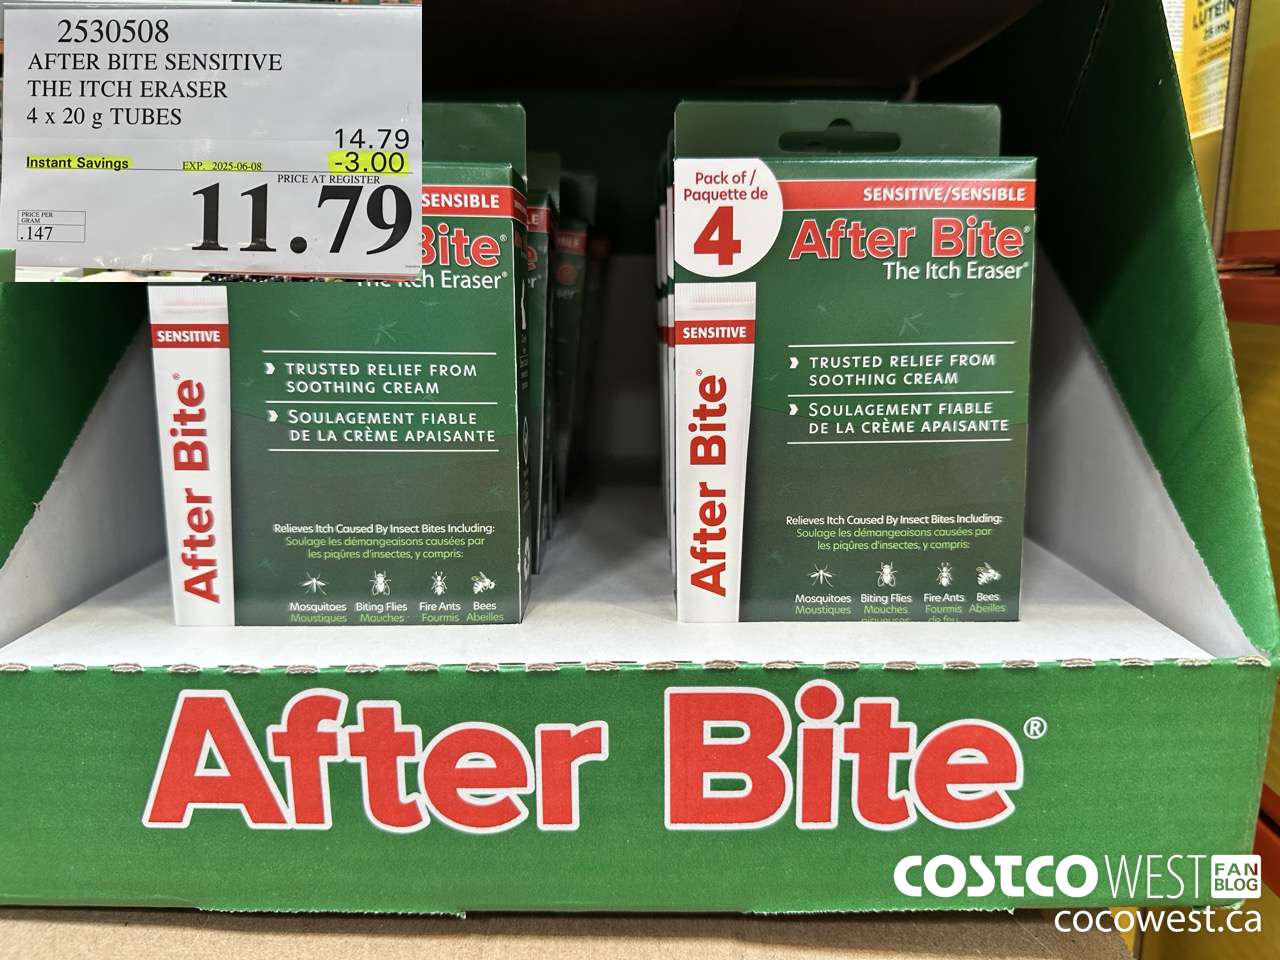 2530508
AFTER BITE SENSITIVE
THE ITCH ERASER
4 x 20 g TUBES
14.79
Instant Savings EXP. 2025-06-08 -3.00
PRICE AT REGISTER
11.79
PRICE PER
GRAM
.147
SENSIBLE
Bite®
The Itch Eraser®
SENSITIVE
After Bite®
TRUSTED RELIEF FROM
SOOTHING CREAM
SOULAGEMENT FIABLE
DE LA CRÈME APAISANTE
Relieves Itch Caused By Insect Bites Including:
Soulage les démangeaisons causées par
les piqûres d'insectes, y compris:
Mosquitoes Biting Flies Fire Ants Bees
Moustiques Mouches Fourmis Abeilles
Pack of /
Paquette de
4
SENSITIVE/SENSIBLE
After Bite®
The Itch Eraser®
SENSITIVE
After Bite®
TRUSTED RELIEF FROM
SOOTHING CREAM
SOULAGEMENT FIABLE
DE LA CRÈME APAISANTE
Relieves Itch Caused By Insect Bites Including:
Soulage les démangeaisons causées par
les piqûres d'insectes, y compris:
Mosquitoes Biting Flies Fire Ants Bees
Moustiques Mouches Fourmis Abeilles
piqueuses de feu
LUTEIN
After Bite®
COSTCO WEST FAN BLOG
cocowest.ca